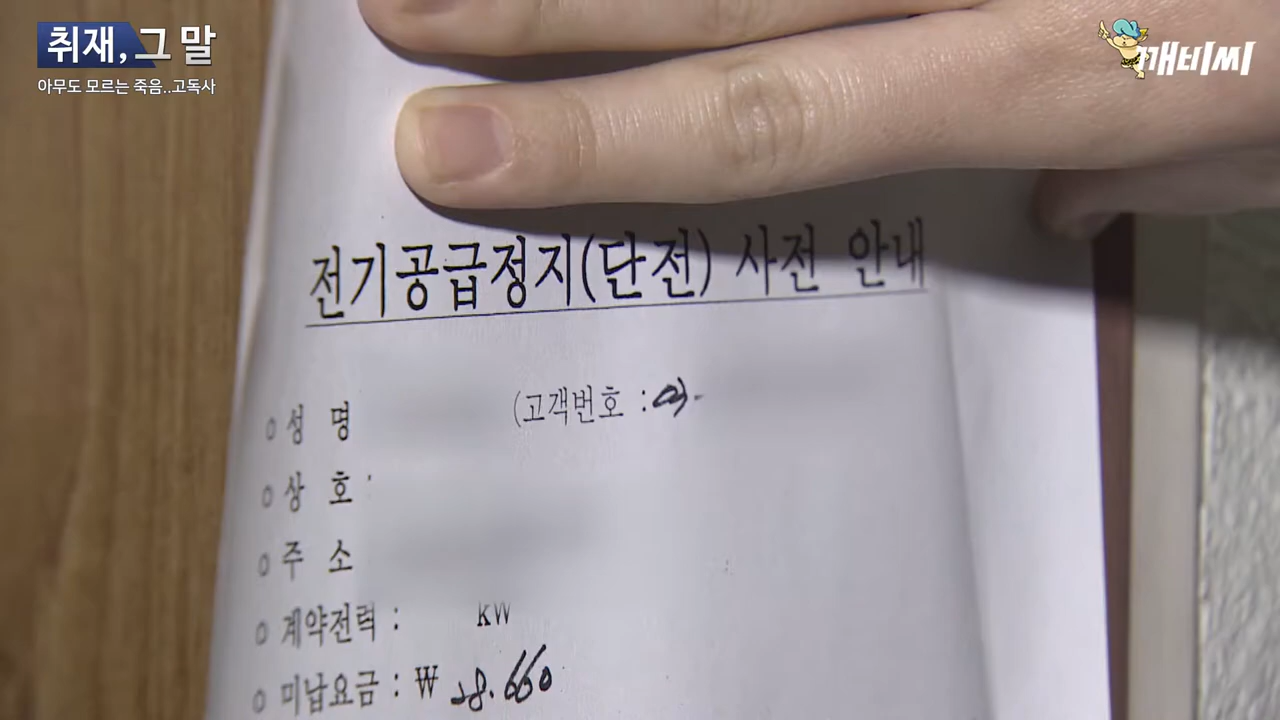 취재, 그 말
아무도 모르는 죽음..고독사
깨비씨
전기공급정지(단전) 사전 안내
○ 성 명
(고객번호 :
○ 상 호
○ 주 소
○ 계약전력 : kW
○ 미납요금 : ₩ 28.660